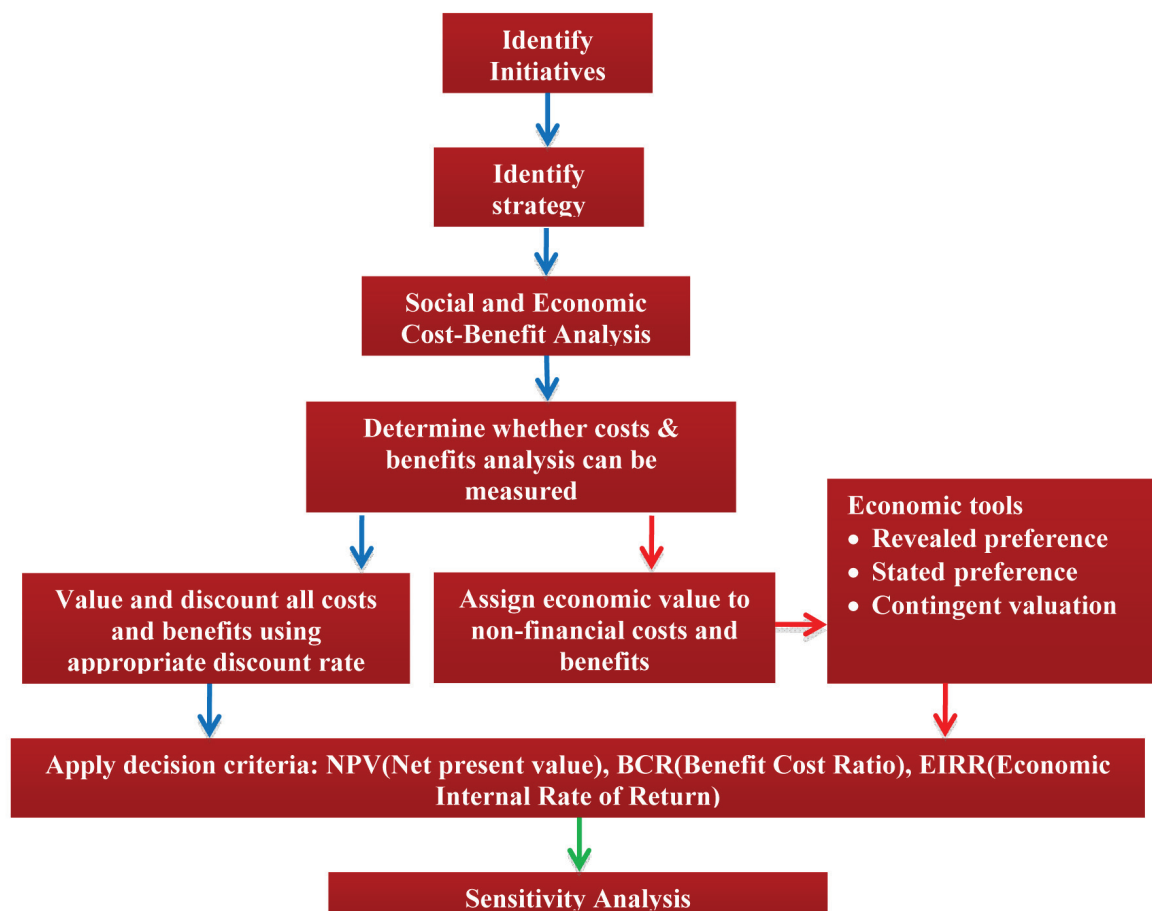 Identify
Initiatives
Identify
strategy
Social and Economic
Cost-Benefit Analysis
Determine whether costs &
benefits analysis can be
measured
Value and discount all costs
and benefits using
appropriate discount rate
Assign economic value to
non-financial costs and
benefits
Economic tools
• Revealed preference
• Stated preference
• Contingent valuation
Apply decision criteria: NPV(Net present value), BCR(Benefit Cost Ratio), EIRR(Economic
Internal Rate of Return)
Sensitivity Analysis